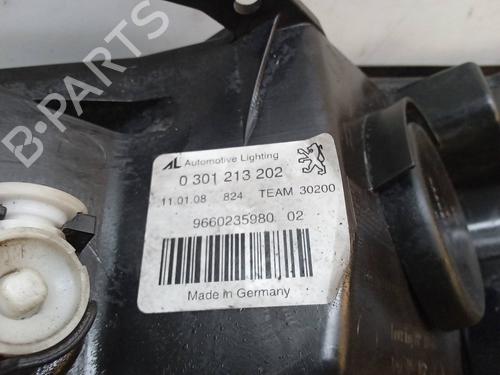 B-PARTS
AL Automotive Lighting
0 301 213 202
11.01.08 824 TEAM 30200
9660235980 02
Made in Germany